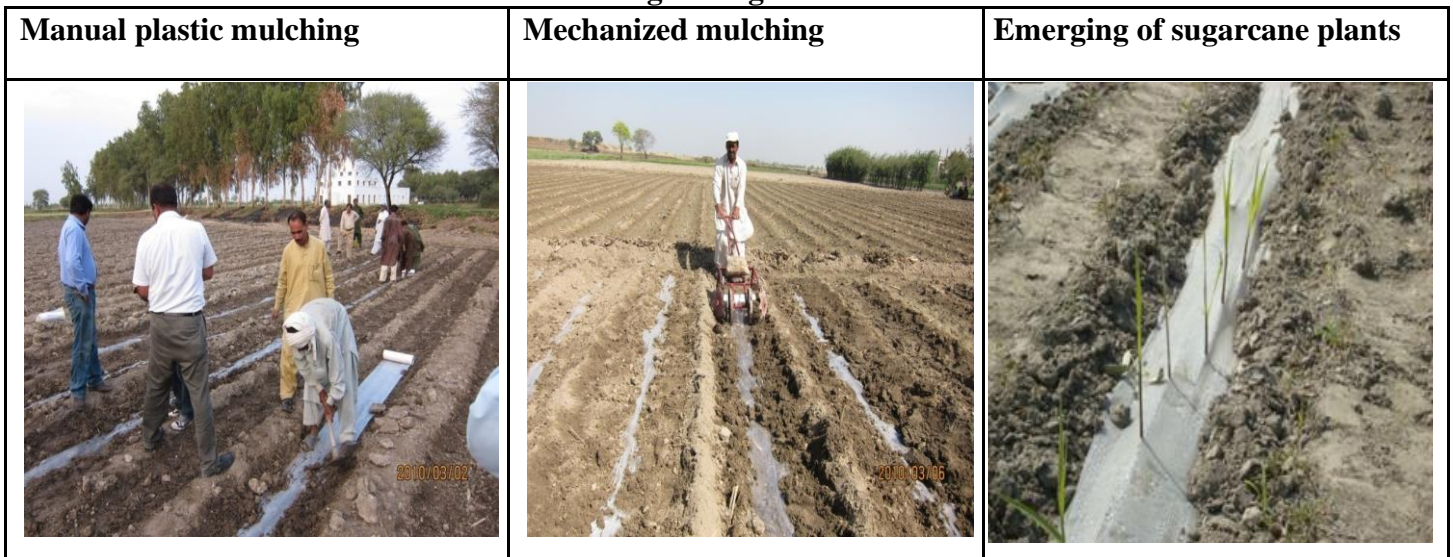 Manual plastic mulching
Mechanized mulching
Emerging of sugarcane plants
2010/03/02
2010/03/06